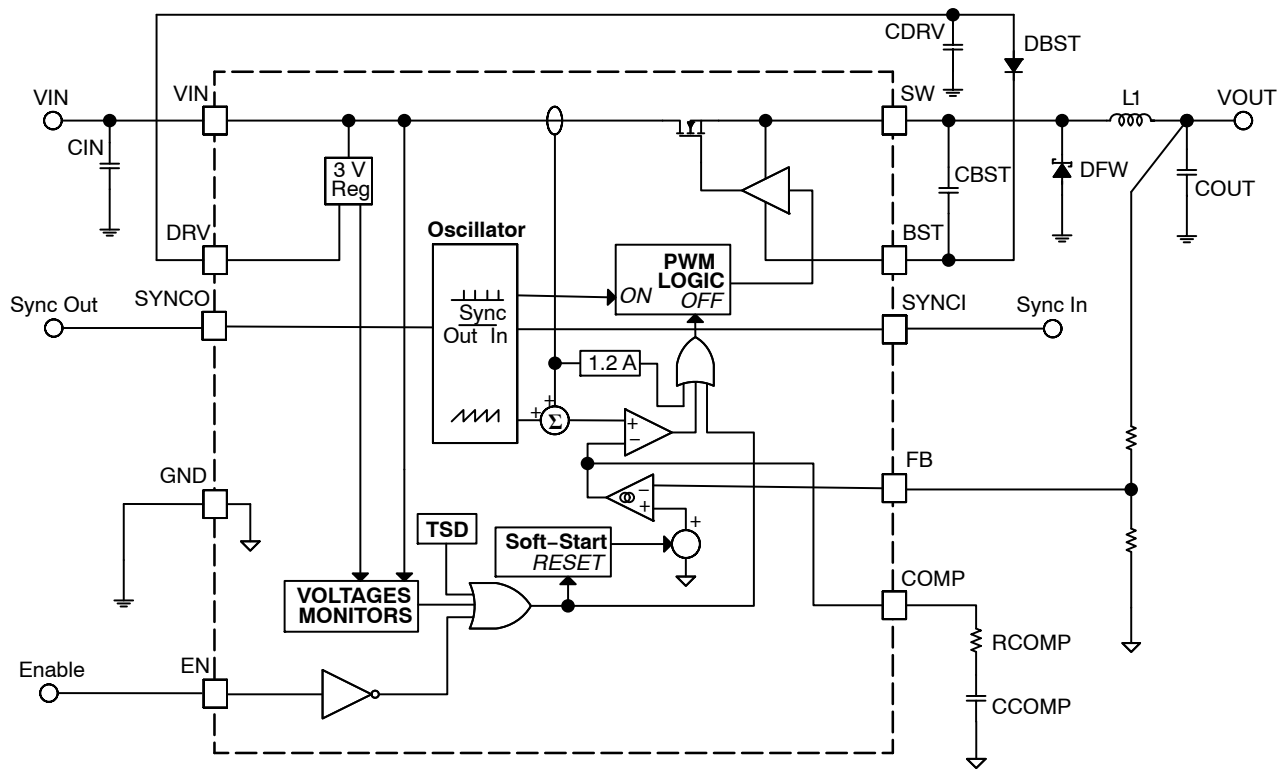 CDRV
DBST
VIN
VIN
SW
L1
VOUT
CIN
3 V
Reg
CBST
DFW
COUT
DRV
Oscillator
BST
PWM
LOGIC
ON
OFF
SYNCO
SYNCI
Sync Out
Sync In
Sync
Out In
1.2 A
+
+
Σ
+
−
FB
GND
−
+
TSD
+
Soft−Start
RESET
COMP
VOLTAGES
MONITORS
RCOMP
EN
Enable
CCOMP